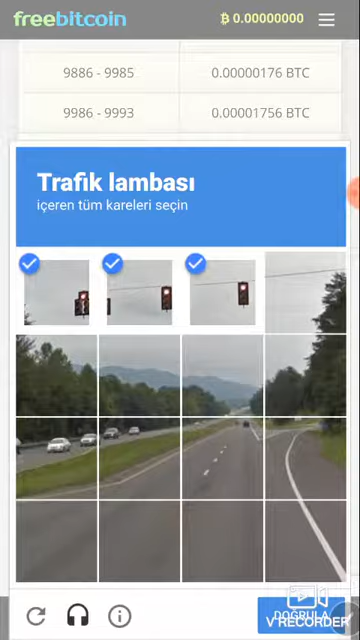 freebitcoin
₿ 0.00000000
9886 - 9985 0.00000176 BTC
9986 - 9993 0.00001756 BTC
Trafik lambası
içeren tüm kareleri seçin
DOĞRULA
V RECORDER